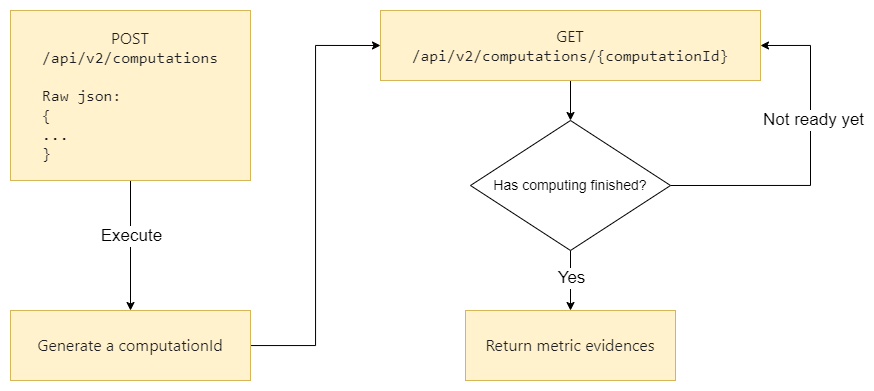 POST
/api/v2/computations
Raw json:
{
...
}
Execute
Generate a computationId
GET
/api/v2/computations/{computationId}
Has computing finished?
Not ready yet
Yes
Return metric evidences